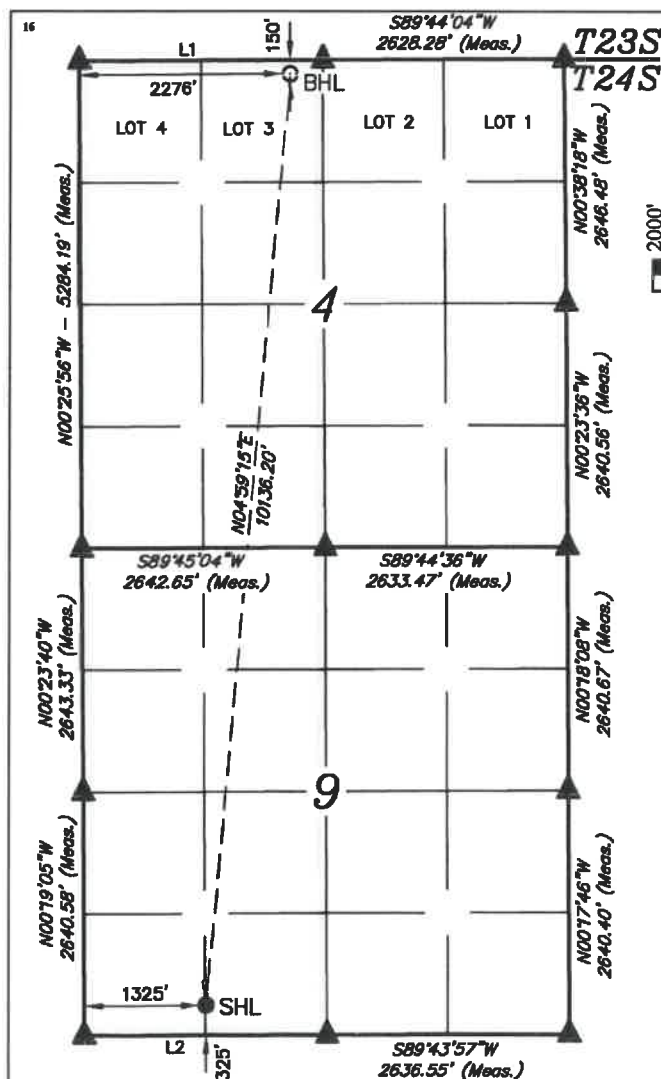 16
S89°44'04"W
2628.28' (Meas.)
T23S
T24S
L1
150'
2276'
BHL
LOT 4
LOT 3
LOT 2
LOT 1
N00°25'56"W – 5284.19' (Meas.)
N00°38'18"W
2646.48' (Meas.)
2000'
4
N04°59'15"E
10136.20'
N00°23'36"W
2640.56' (Meas.)
S89°45'04"W
2642.65' (Meas.)
S89°44'36"W
2633.47' (Meas.)
N00°23'40"W
2643.33' (Meas.)
N00°18'08"W
2640.67' (Meas.)
9
N00°19'05"W
2640.58' (Meas.)
N00°17'46"W
2640.40' (Meas.)
1325'
SHL
L2
325'
S89°43'57"W
2636.55' (Meas.)